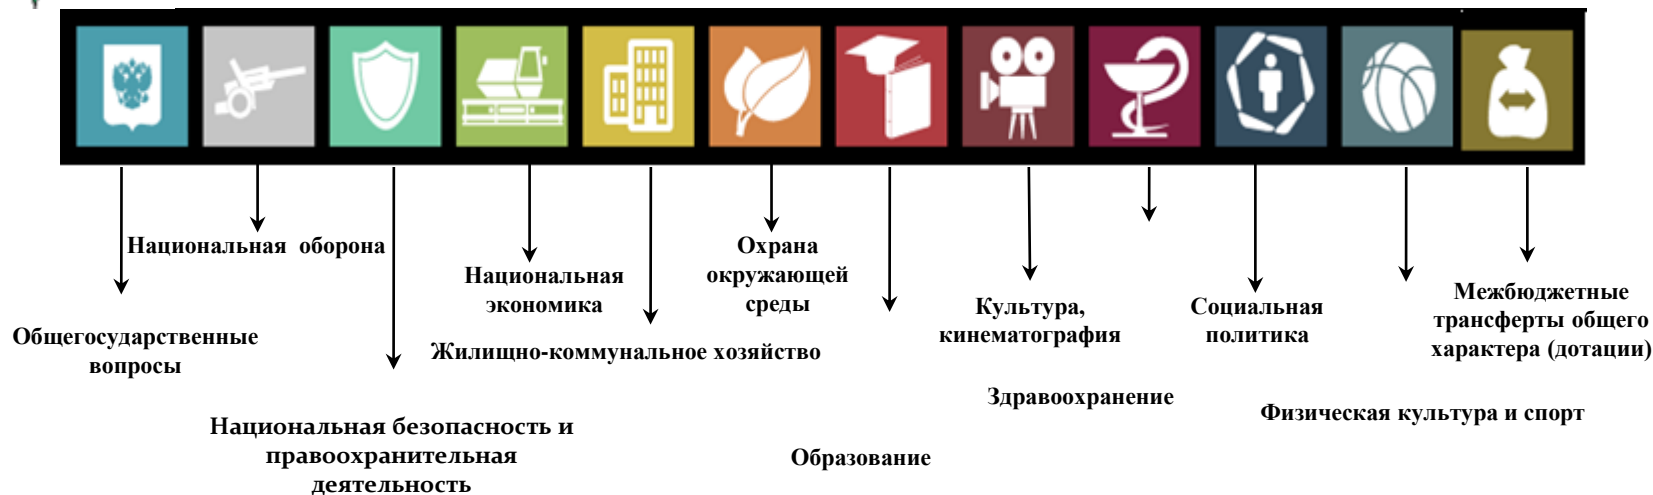 Общегосударственные
вопросы
Национальная оборона
Национальная безопасность и
правоохранительная
деятельность
Национальная
экономика
Жилищно-коммунальное хозяйство
Охрана
окружающей
среды
Образование
Культура,
кинематография
Здравоохранение
Социальная
политика
Физическая культура и спорт
Межбюджетные
трансферты общего
характера (дотации)